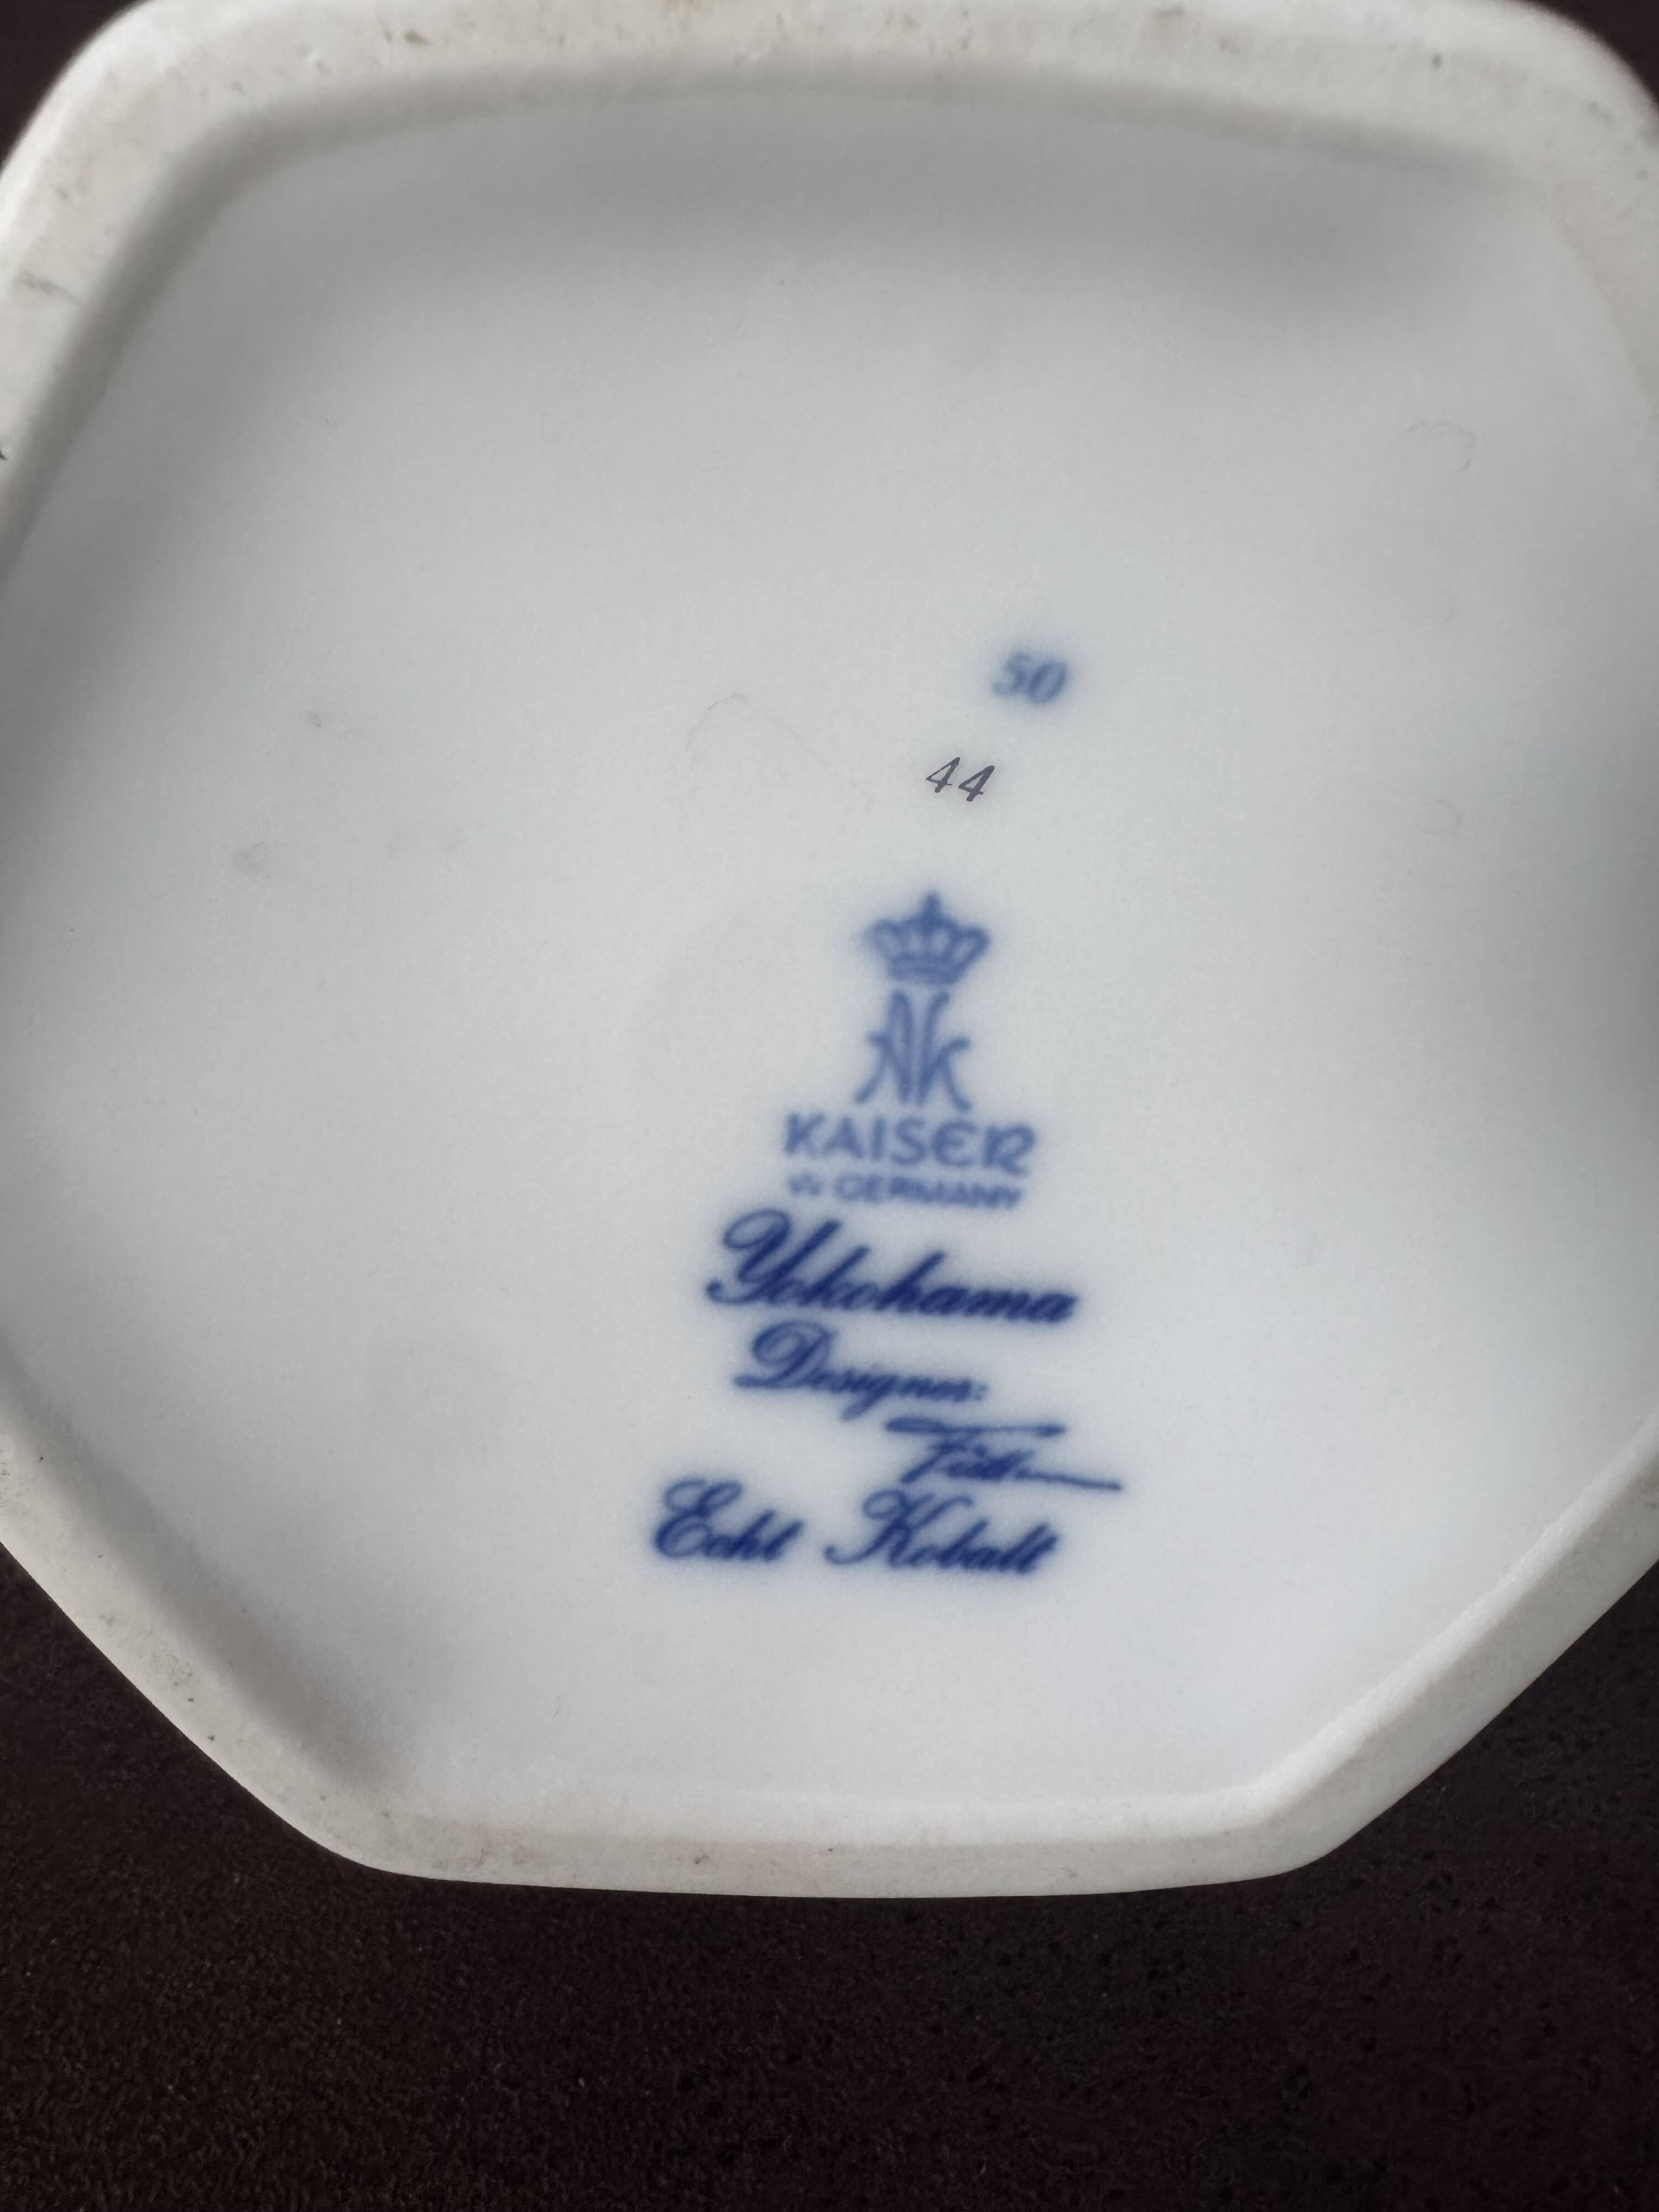 50
44
AK
KAISER
W. GERMANY
Yokohama
Designer:
Echt Kobalt